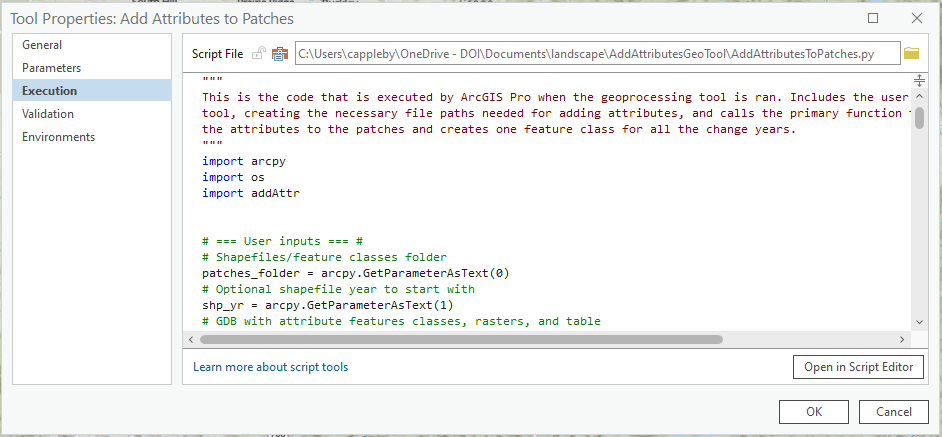 Tool Properties: Add Attributes to Patches
General
Parameters
Execution
Validation
Environments
Script File
C:\Users\cappleby\OneDrive - DOI\Documents\landscape\AddAttributesGeoTool\AddAttributesToPatches.py
"""
This is the code that is executed by ArcGIS Pro when the geoprocessing tool is ran. Includes the user
tool, creating the necessary file paths needed for adding attributes, and calls the primary function
the attributes to the patches and creates one feature class for all the change years.
"""
import arcpy
import os
import addAttr
# === User inputs === #
# Shapefiles/feature classes folder
patches_folder = arcpy.GetParameterAsText(0)
# Optional shapefile year to start with
shp_yr = arcpy.GetParameterAsText(1)
# GDB with attribute features classes, rasters, and table
Learn more about script tools
Open in Script Editor
OK
Cancel